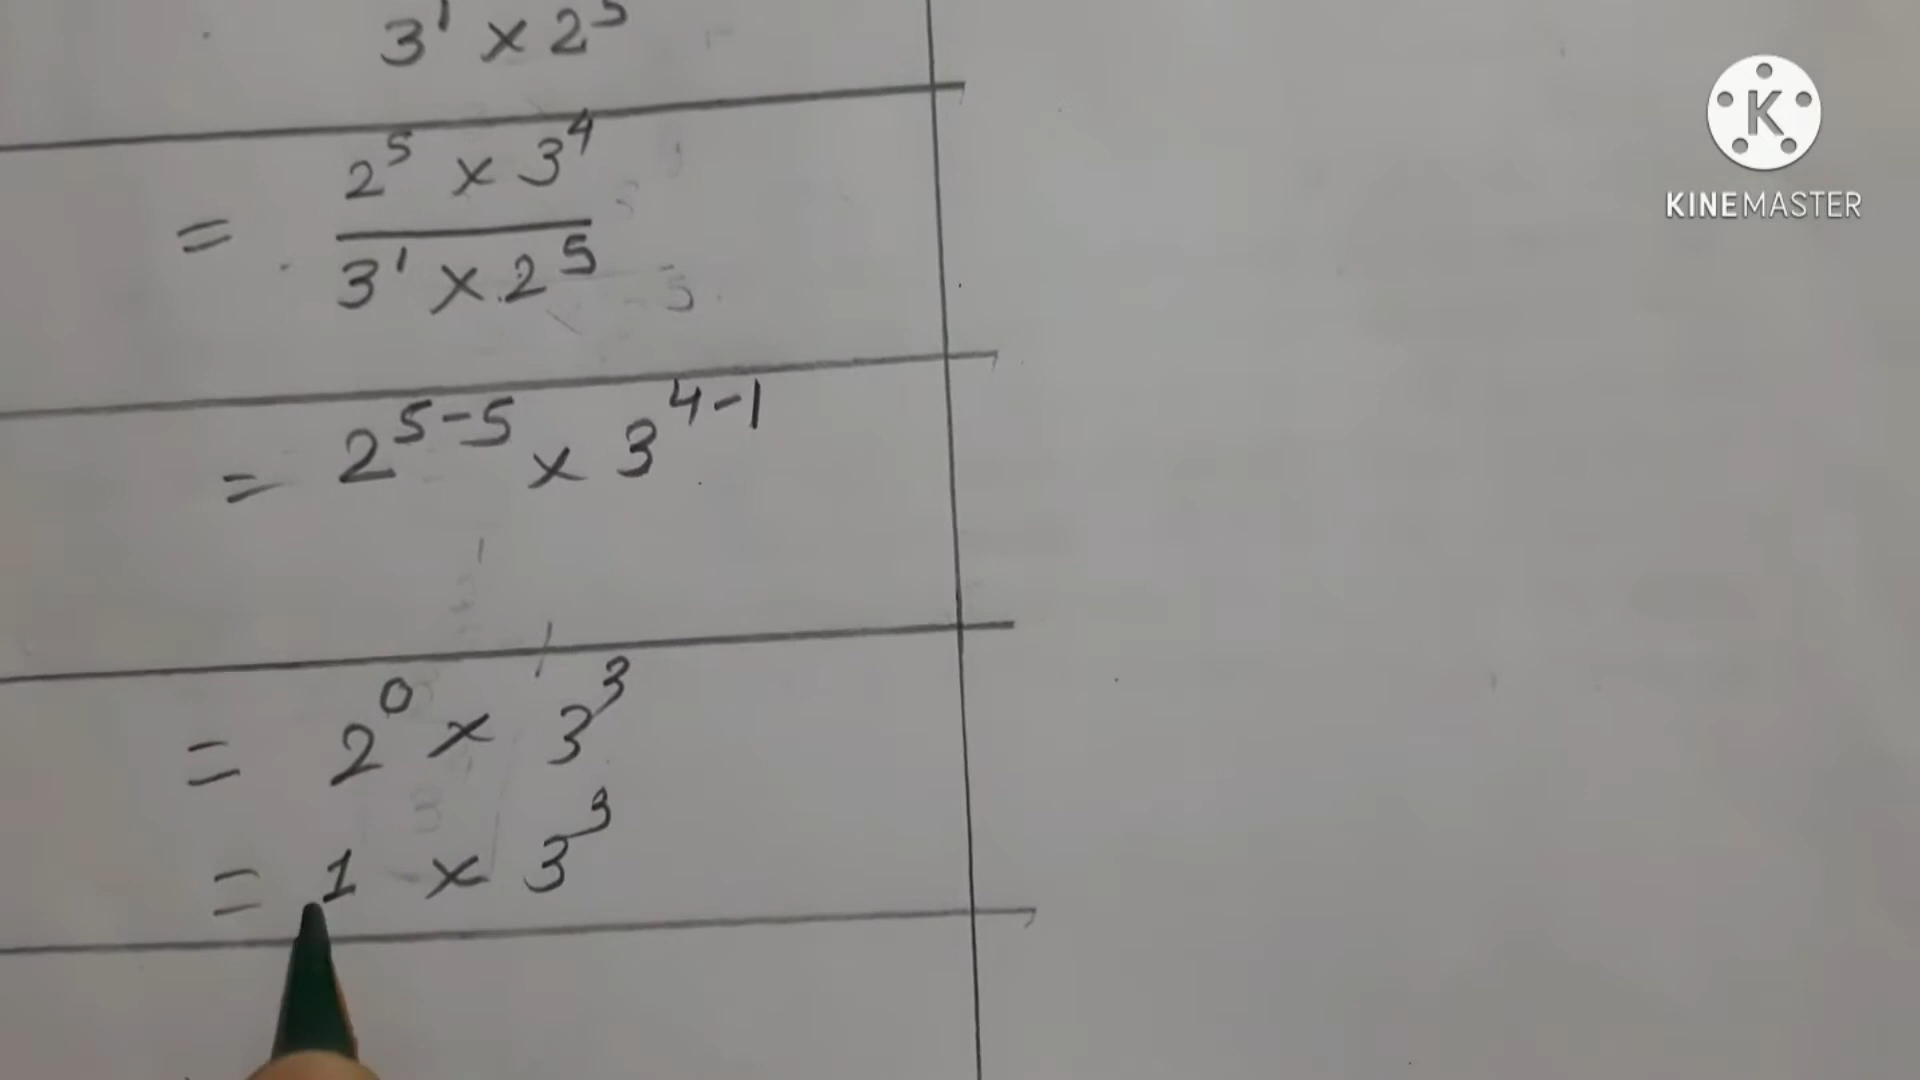 3¹ × 2⁵
= 2⁵ × 3⁴ / 3¹ × 2⁵
= 2⁵⁻⁵ × 3⁴⁻¹
= 2⁰ × 3³
= 1 × 3³
K
KINEMASTER